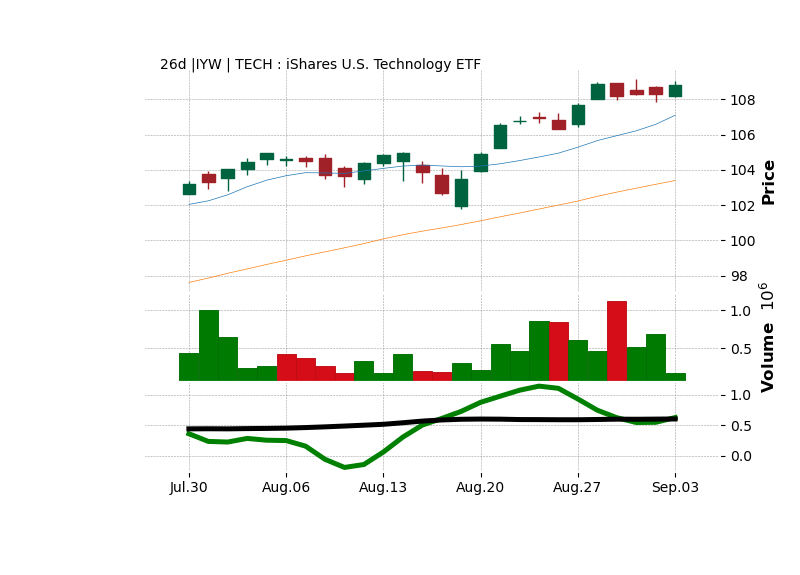 26d |IYW | TECH : iShares U.S. Technology ETF
108
106
104
102
100
98
Price
1.0
0.5
Volume 10^6
1.0
0.5
0.0
Jul.30 Aug.06 Aug.13 Aug.20 Aug.27 Sep.03